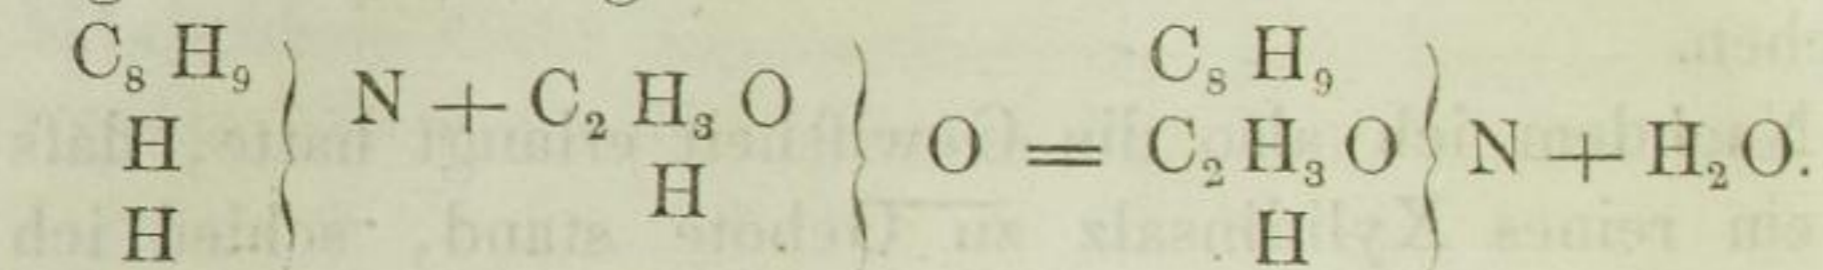 C₈ H₉
H
H } N + C₂ H₃ O
H } O = C₈ H₉
C₂ H₃ O
H } N + H₂O.